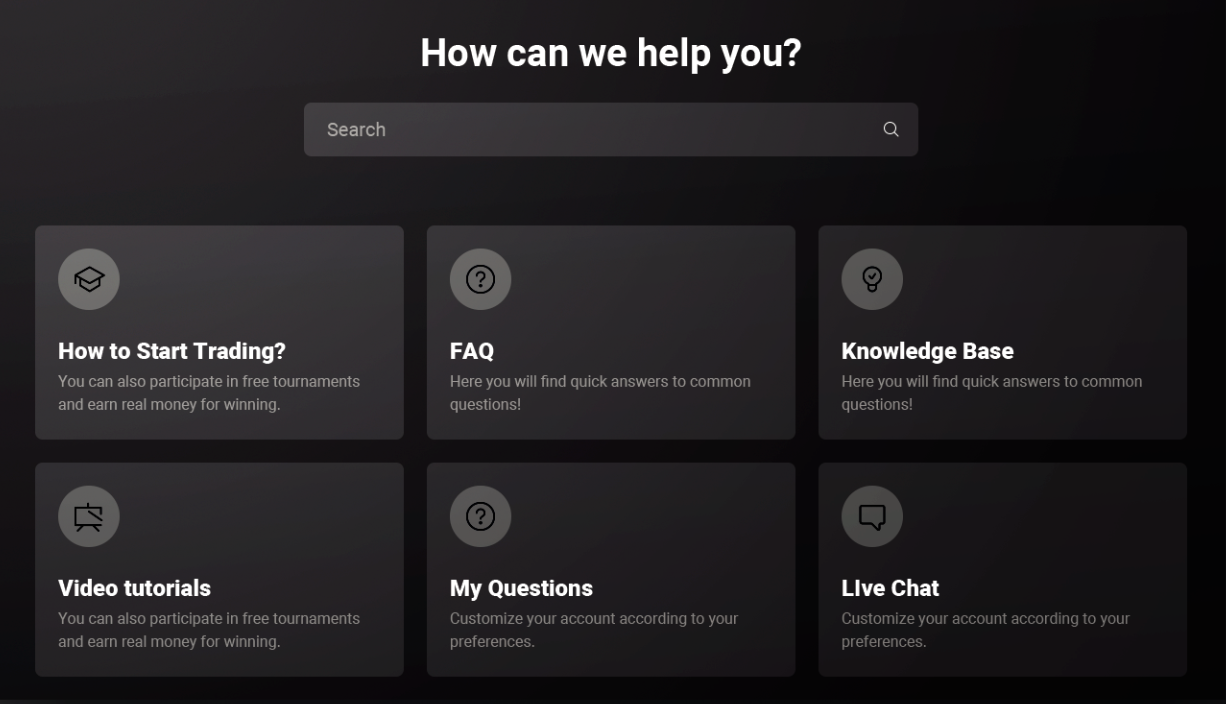 How can we help you?
Search
How to Start Trading?
You can also participate in free tournaments
and earn real money for winning.
FAQ
Here you will find quick answers to common
questions!
Knowledge Base
Here you will find quick answers to common
questions!
Video tutorials
You can also participate in free tournaments
and earn real money for winning.
My Questions
Customize your account according to your
preferences.
LIve Chat
Customize your account according to your
preferences.